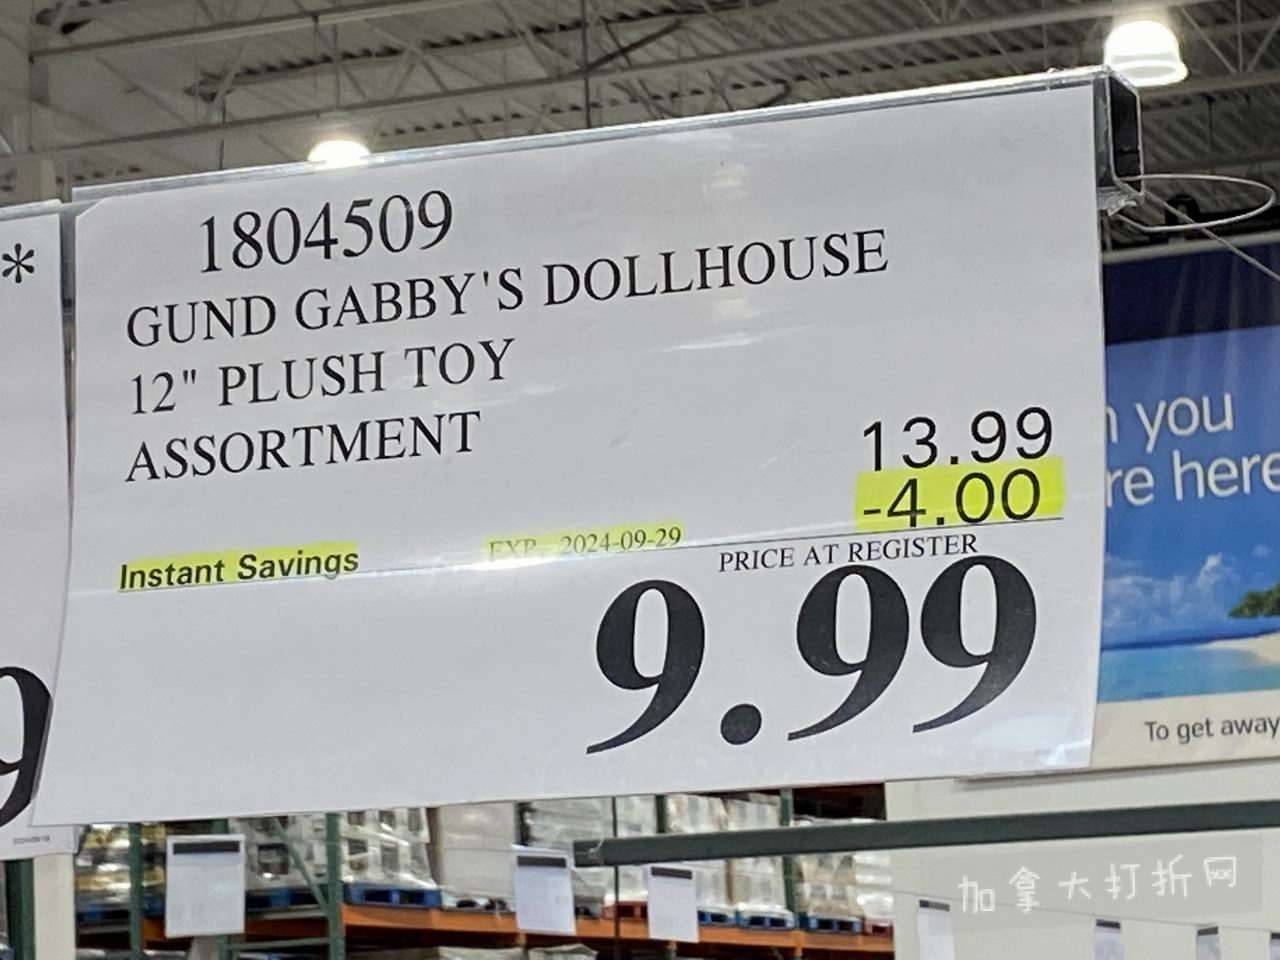 *
1804509
GUND GABBY'S DOLLHOUSE
12" PLUSH TOY
ASSORTMENT
13.99
-4.00
Instant Savings
EXP. 2024-09-29
PRICE AT REGISTER
9.99
9
you
re here
To get away
加拿大打折网